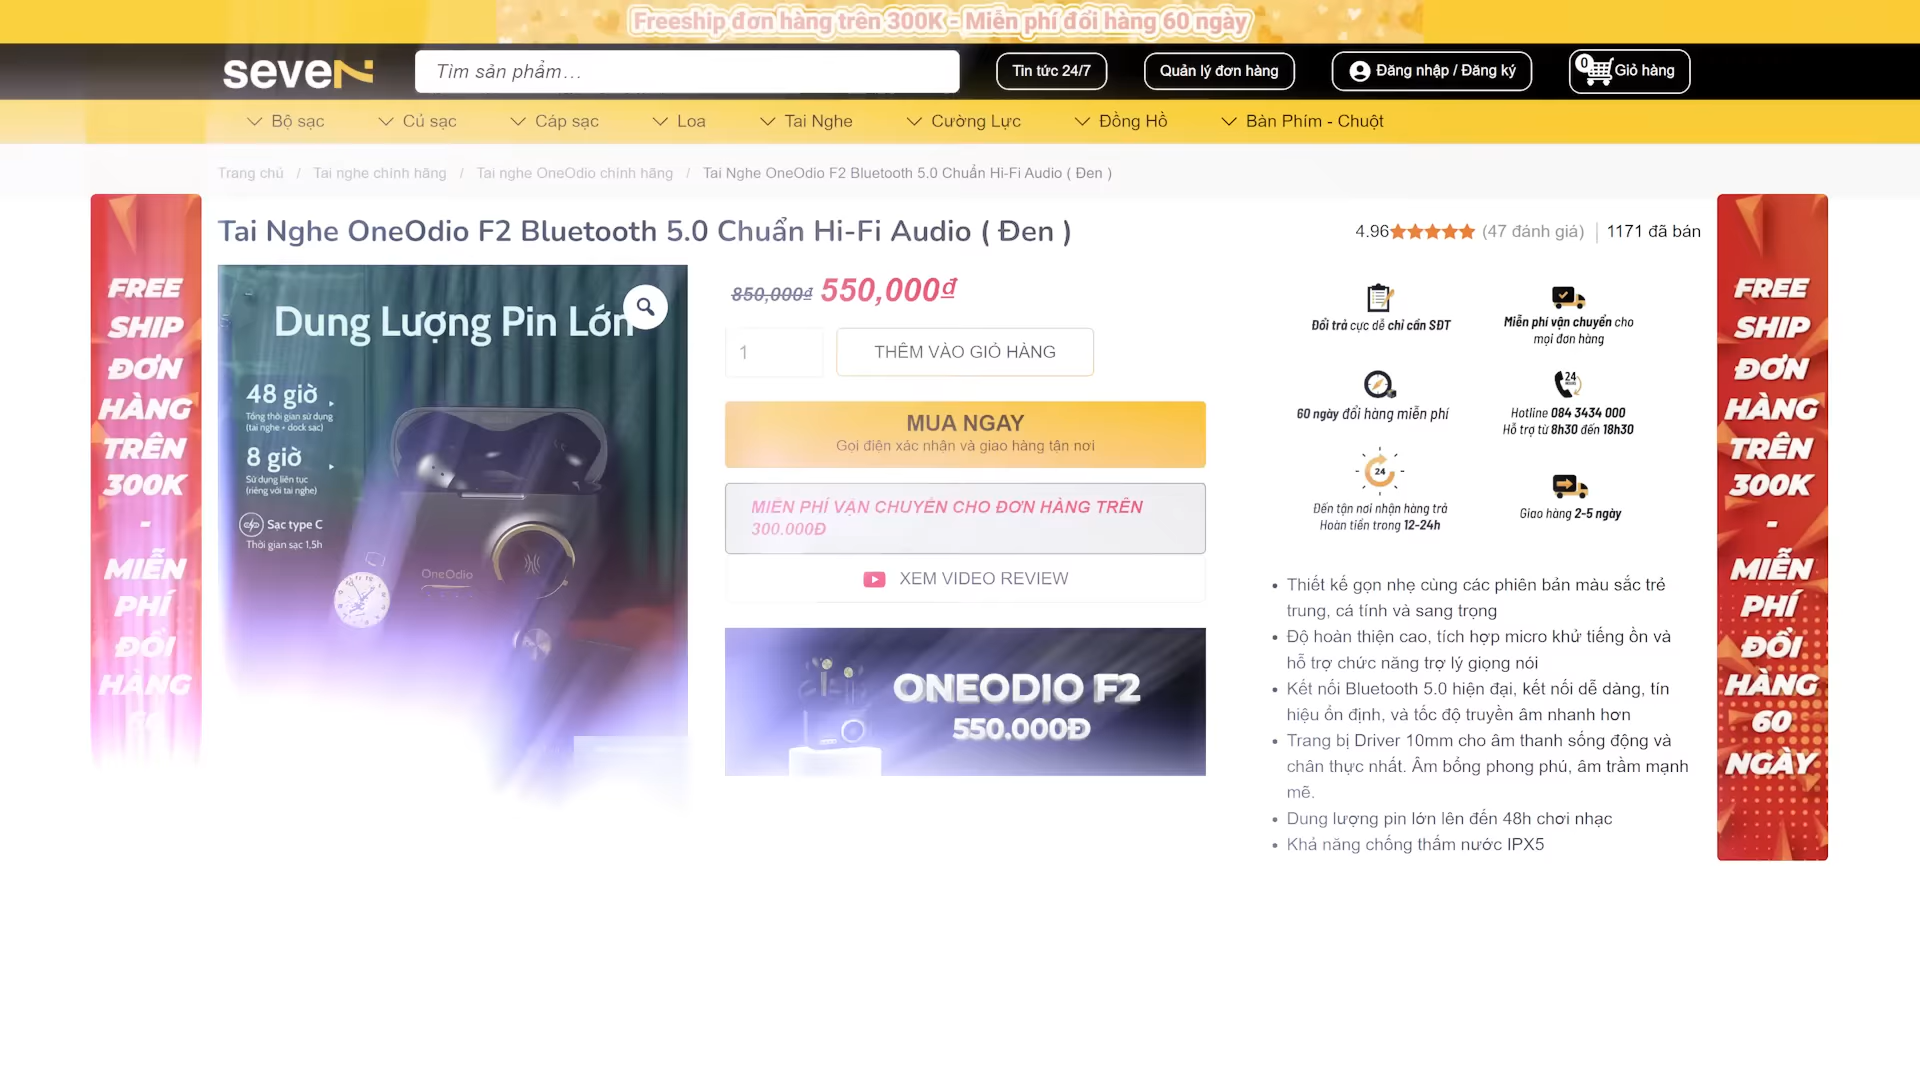 Freeship đơn hàng trên 300K - Miễn phí đổi hàng 60 ngày
seveN
Tìm sản phẩm...
Tin tức 24/7
Quản lý đơn hàng
Đăng nhập / Đăng ký
0
Giỏ hàng
Bộ sạc
Củ sạc
Cáp sạc
Loa
Tai Nghe
Cường Lực
Đồng Hồ
Bàn Phím - Chuột
Trang chủ / Tai nghe chính hãng / Tai nghe OneOdio chính hãng / Tai Nghe OneOdio F2 Bluetooth 5.0 Chuẩn Hi-Fi Audio ( Đen )
FREE
SHIP
ĐƠN
HÀNG
TRÊN
300K
-
MIỄN
PHÍ
ĐỔI
HÀNG
60
Tai Nghe OneOdio F2 Bluetooth 5.0 Chuẩn Hi-Fi Audio ( Đen )
4.96 (47 đánh giá) 1171 đã bán
Dung Lượng Pin Lớn
48 giờ
Tổng thời gian sử dụng
(tai nghe + dock sạc)
8 giờ
Sử dụng liên tục
(riêng với tai nghe)
Sạc type C
Thời gian sạc 1,5h
OneOdio
850,000₫ 550,000₫
1
THÊM VÀO GIỎ HÀNG
MUA NGAY
Gọi điện xác nhận và giao hàng tận nơi
MIỄN PHÍ VẬN CHUYỂN CHO ĐƠN HÀNG TRÊN
300.000Đ
XEM VIDEO REVIEW
ONEODIO F2
550.000Đ
Đổi trả cực dễ chỉ cần SĐT
Miễn phí vận chuyển cho
mọi đơn hàng
60 ngày đổi hàng miễn phí
24
HOURS
Hotline 084 3434 000
Hỗ trợ từ 8h30 đến 18h30
24
Đến tận nơi nhận hàng trả
Hoàn tiền trong 12-24h
Giao hàng 2-5 ngày
Thiết kế gọn nhẹ cùng các phiên bản màu sắc trẻ
trung, cá tính và sang trọng
Độ hoàn thiện cao, tích hợp micro khử tiếng ồn và
hỗ trợ chức năng trợ lý giọng nói
Kết nối Bluetooth 5.0 hiện đại, kết nối dễ dàng, tín
hiệu ổn định, và tốc độ truyền âm nhanh hơn
Trang bị Driver 10mm cho âm thanh sống động và
chân thực nhất. Âm bổng phong phú, âm trầm mạnh
mẽ.
Dung lượng pin lớn lên đến 48h chơi nhạc
Khả năng chống thấm nước IPX5
FREE
SHIP
ĐƠN
HÀNG
TRÊN
300K
-
MIỄN
PHÍ
ĐỔI
HÀNG
60
NGÀY